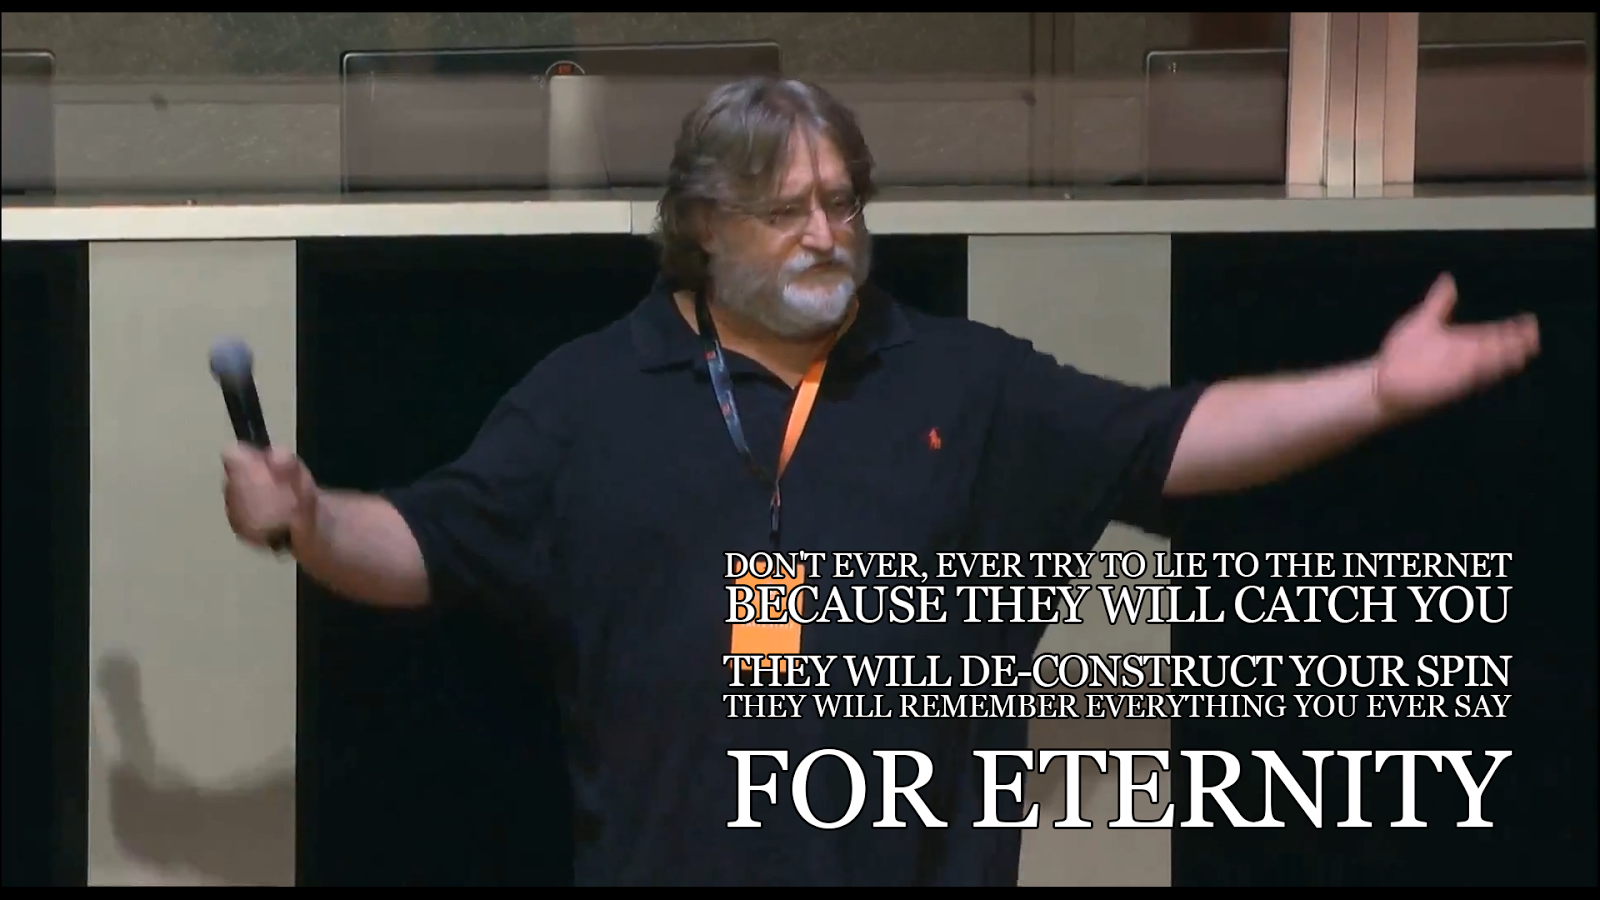 DON'T EVER, EVER TRY TO LIE TO THE INTERNET
BECAUSE THEY WILL CATCH YOU
THEY WILL DE-CONSTRUCT YOUR SPIN
THEY WILL REMEMBER EVERYTHING YOU EVER SAY
FOR ETERNITY